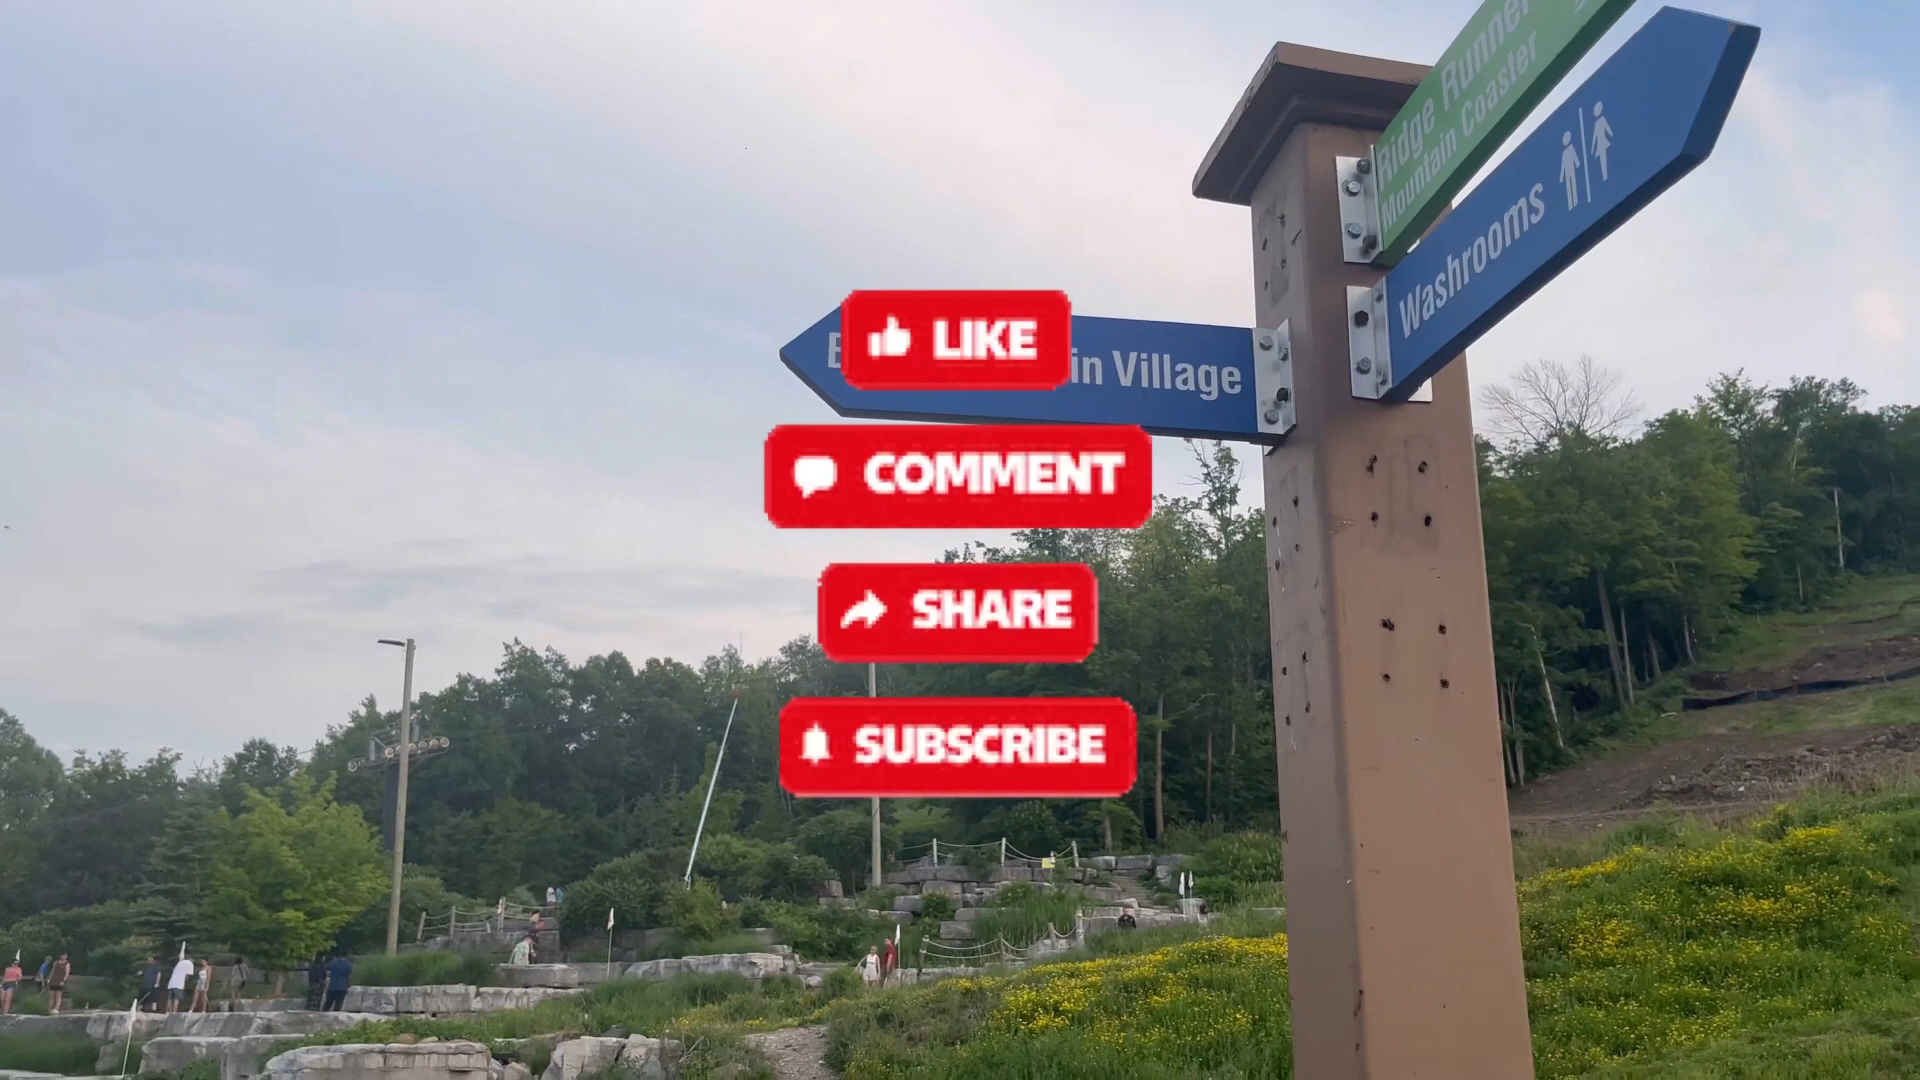 Ridge Runner
Mountain Coaster
Washrooms
in Village
LIKE
COMMENT
SHARE
SUBSCRIBE